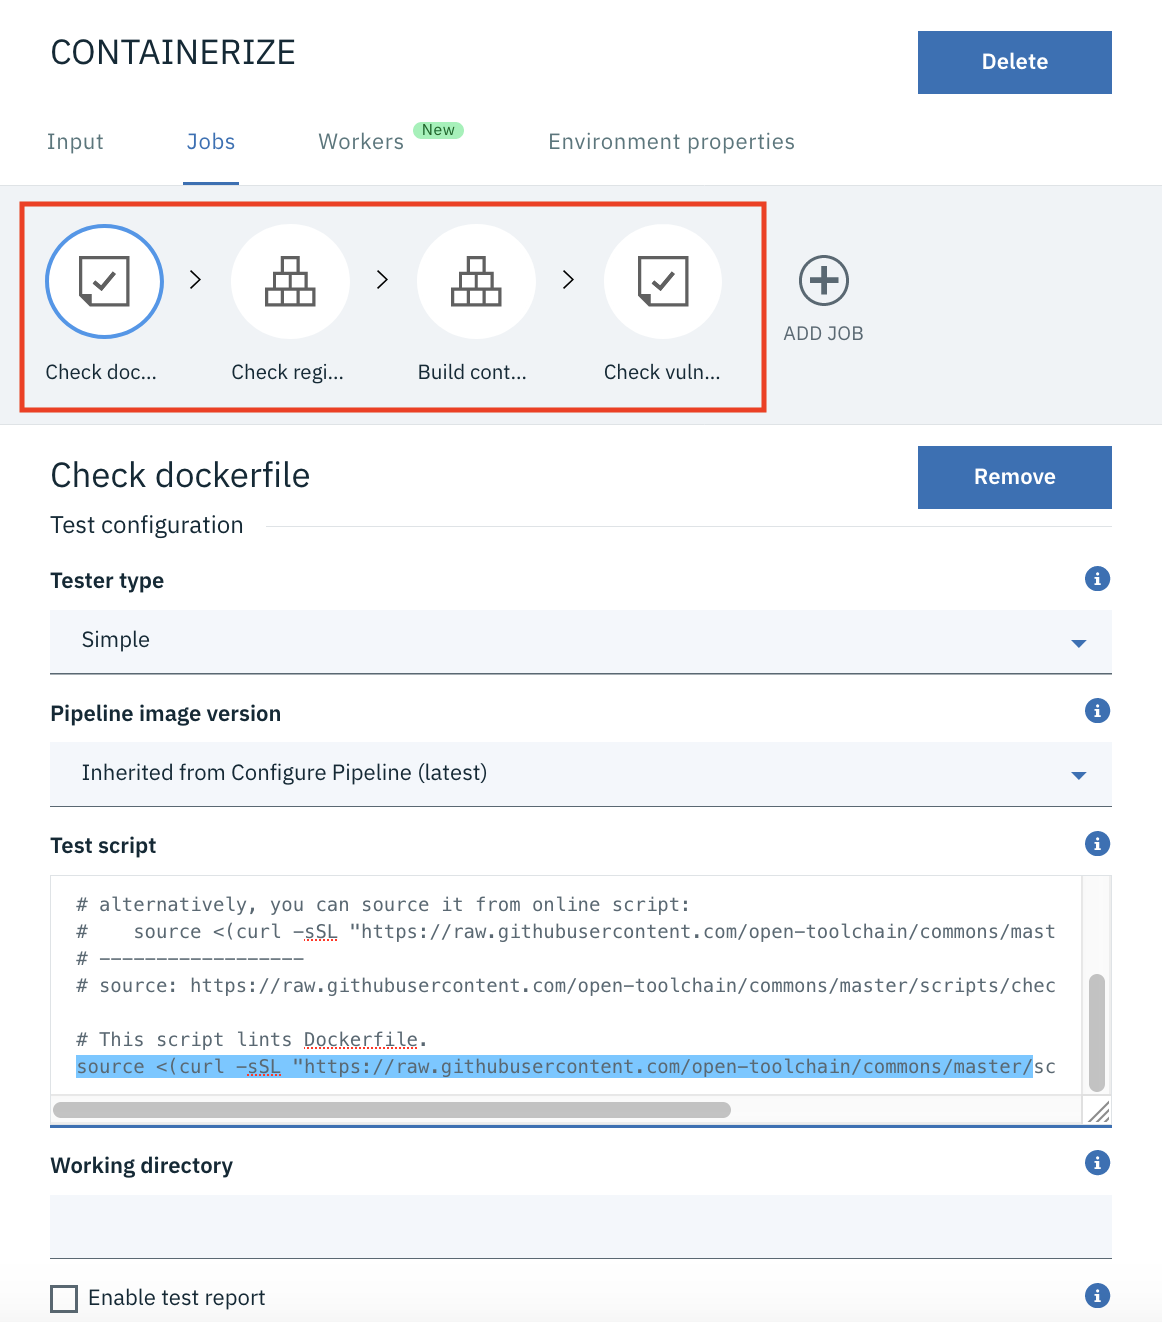 CONTAINERIZE
Delete
Input
Jobs
Workers
New
Environment properties
Check doc...
Check regi...
Build cont...
Check vuln...
ADD JOB
Check dockerfile
Remove
Test configuration
Tester type
Simple
Pipeline image version
Inherited from Configure Pipeline (latest)
Test script
# alternatively, you can source it from online script:
#    source <(curl -sSL "https://raw.githubusercontent.com/open-toolchain/commons/mast
# ------------------
# source: https://raw.githubusercontent.com/open-toolchain/commons/master/scripts/chec
# This script lints Dockerfile.
source <(curl -sSL "https://raw.githubusercontent.com/open-toolchain/commons/master/sc
Working directory
Enable test report